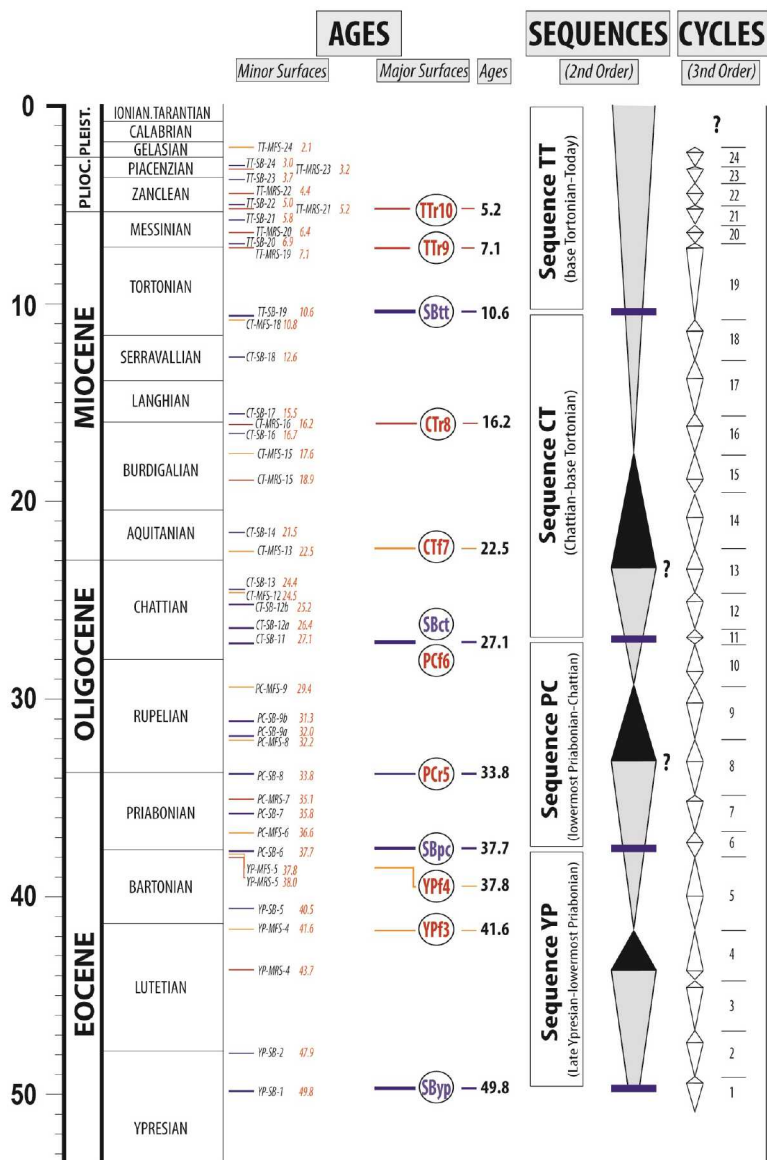 AGES
SEQUENCES
CYCLES
Minor Surfaces
Major Surfaces
Ages
(2nd Order)
(3nd Order)
0
10
20
30
40
50
PLEIST.
PLIOC.
MIOCENE
OLIGOCENE
EOCENE
IONIAN.TARANTIAN
CALABRIAN
GELASIAN
PIACENZIAN
ZANCLEAN
MESSINIAN
TORTONIAN
SERRAVALLIAN
LANGHIAN
BURDIGALIAN
AQUITANIAN
CHATTIAN
RUPELIAN
PRIABONIAN
BARTONIAN
LUTETIAN
YPRESIAN
TT-MFS-24 2.1
TT-SB-24 3.0
TT-MRS-23 3.2
TT-SB-23 3.7
TT-MRS-22 4.4
TT-SB-22 5.0
TT-MRS-21 5.2
TT-SB-21 5.8
TT-MRS-20 6.4
TT-SB-20 6.9
TT-MRS-19 7.1
TT-SB-19 10.6
CT-MFS-18 10.8
CT-SB-18 12.6
CT-SB-17 15.5
CT-MRS-16 16.2
CT-SB-16 16.7
CT-MFS-15 17.6
CT-MRS-15 18.9
CT-SB-14 21.5
CT-MFS-13 22.5
CT-SB-13 24.4
CT-MFS-12 24.5
CT-SB-12b 25.2
CT-SB-12a 26.4
CT-SB-11 27.1
PC-MFS-9 29.4
PC-SB-9b 31.3
PC-SB-9a 32.0
PC-MFS-8 32.2
PC-SB-8 33.8
PC-MRS-7 35.1
PC-SB-7 35.8
PC-MFS-6 36.6
PC-SB-6 37.7
YP-MFS-5 37.8
YP-MRS-5 38.0
YP-SB-5 40.5
YP-MFS-4 41.6
YP-MRS-4 43.7
YP-SB-2 47.9
YP-SB-1 49.8
TTr10 5.2
TTr9 7.1
SBtt 10.6
CTr8 16.2
CTf7 22.5
SBct
27.1
PCf6
PCr5 33.8
SBpc 37.7
YPf4 37.8
YPf3 41.6
SByp 49.8
Sequence TT
(base Tortonian-Today)
Sequence CT
(Chattian-base Tortonian)
Sequence PC
(lowermost Priabonian-Chattian)
Sequence YP
(Late Ypresian-lowermost Priabonian)
?
?
?
24
23
22
21
20
19
18
17
16
15
14
13
12
11
10
9
8
7
6
5
4
3
2
1